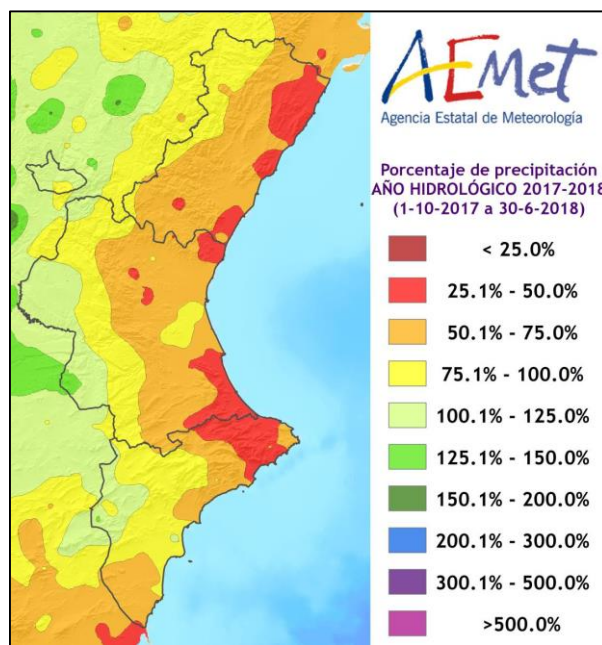 AEMet
Agencia Estatal de Meteorología
Porcentaje de precipitación
AÑO HIDROLÓGICO 2017-2018
(1-10-2017 a 30-6-2018)
< 25.0%
25.1% - 50.0%
50.1% - 75.0%
75.1% - 100.0%
100.1% - 125.0%
125.1% - 150.0%
150.1% - 200.0%
200.1% - 300.0%
300.1% - 500.0%
>500.0%